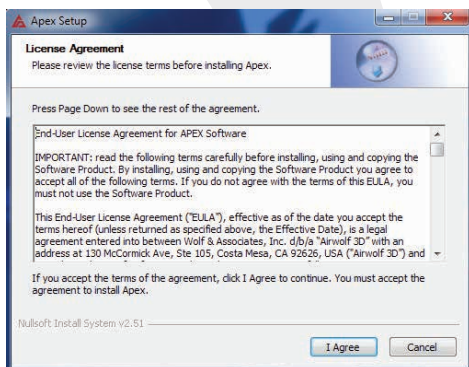 Apex Setup
License Agreement
Please review the license terms before installing Apex.
Press Page Down to see the rest of the agreement.
End-User License Agreement for APEX Software
IMPORTANT: read the following terms carefully before installing, using and copying the
Software Product. By installing, using and copying the Software Product you agree to
accept all of the following terms. If you do not agree with the terms of this EULA, you
must not use the Software Product.
This End-User License Agreement ("EULA"), effective as of the date you accept the
terms hereof (unless returned as specified above, the Effective Date), is a legal
agreement entered into between Wolf & Associates, Inc. d/b/a "Airwolf 3D" with an
address at 130 McCormick Ave, Ste 105, Costa Mesa, CA 92626, USA ("Airwolf 3D") and
If you accept the terms of the agreement, click I Agree to continue. You must accept the
agreement to install Apex.
Nullsoft Install System v2.51
I Agree Cancel